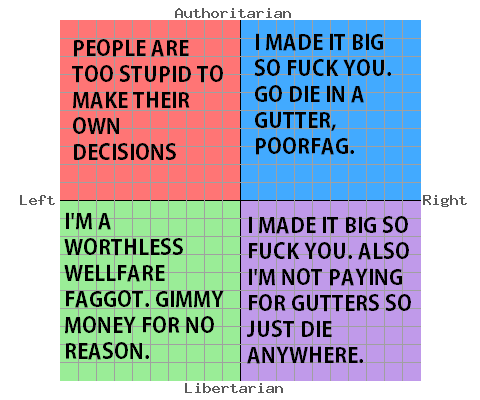 Authoritarian
PEOPLE ARE
TOO STUPID TO
MAKE THEIR
OWN
DECISIONS
I MADE IT BIG
SO FUCK YOU.
GO DIE IN A
GUTTER,
POORFAG.
Left
Right
I'M A
WORTHLESS
WELLFARE
FAGGOT. GIMMY
MONEY FOR NO
REASON.
I MADE IT BIG SO
FUCK YOU. ALSO
I'M NOT PAYING
FOR GUTTERS SO
JUST DIE
ANYWHERE.
Libertarian